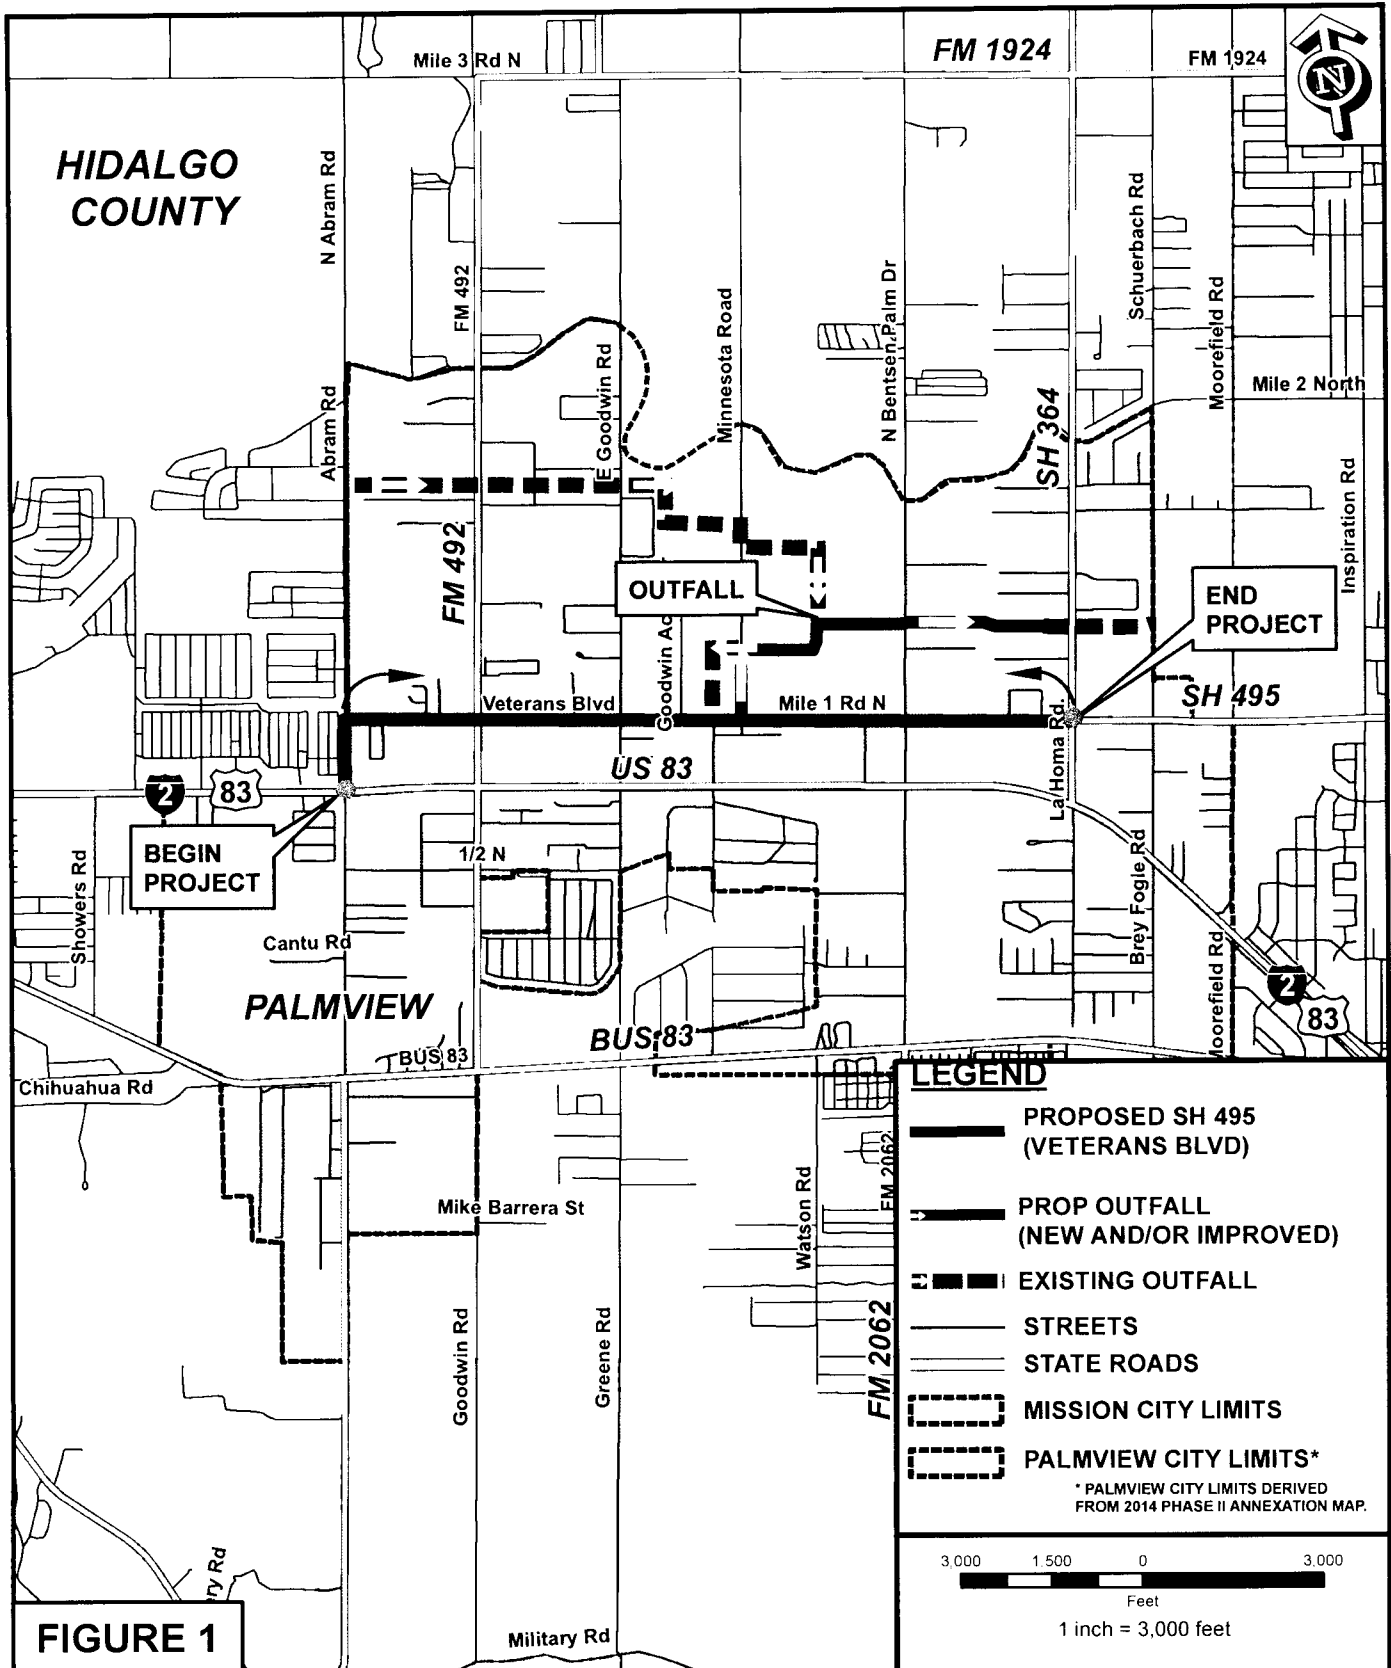 Mile 3 Rd N
FM 1924
FM 1924
N
HIDALGO
COUNTY
N Abram Rd
FM 492
E Goodwin Rd
Minnesota Road
N Bentsen Palm Dr
Schuerbach Rd
Moorefield Rd
Mile 2 North
Abram Rd
SH 364
Inspiration Rd
FM 492
OUTFALL
END
PROJECT
Goodwin Ac
Veterans Blvd
Mile 1 Rd N
SH 495
La Homa Rd.
US 83
2
83
BEGIN
PROJECT
1/2 N
Showers Rd
Cantu Rd
Brey Fogle Rd
Moorefield Rd
2
83
PALMVIEW
BUS 83
BUS 83
Chihuahua Rd
Mike Barrera St
Watson Rd
FM 2062
FM 2062
Goodwin Rd
Greene Rd
ery Rd
Military Rd
LEGEND
PROPOSED SH 495
(VETERANS BLVD)
PROP OUTFALL
(NEW AND/OR IMPROVED)
EXISTING OUTFALL
STREETS
STATE ROADS
MISSION CITY LIMITS
PALMVIEW CITY LIMITS*
* PALMVIEW CITY LIMITS DERIVED
FROM 2014 PHASE II ANNEXATION MAP.
3,000 1,500 0 3,000
Feet
1 inch = 3,000 feet
FIGURE 1